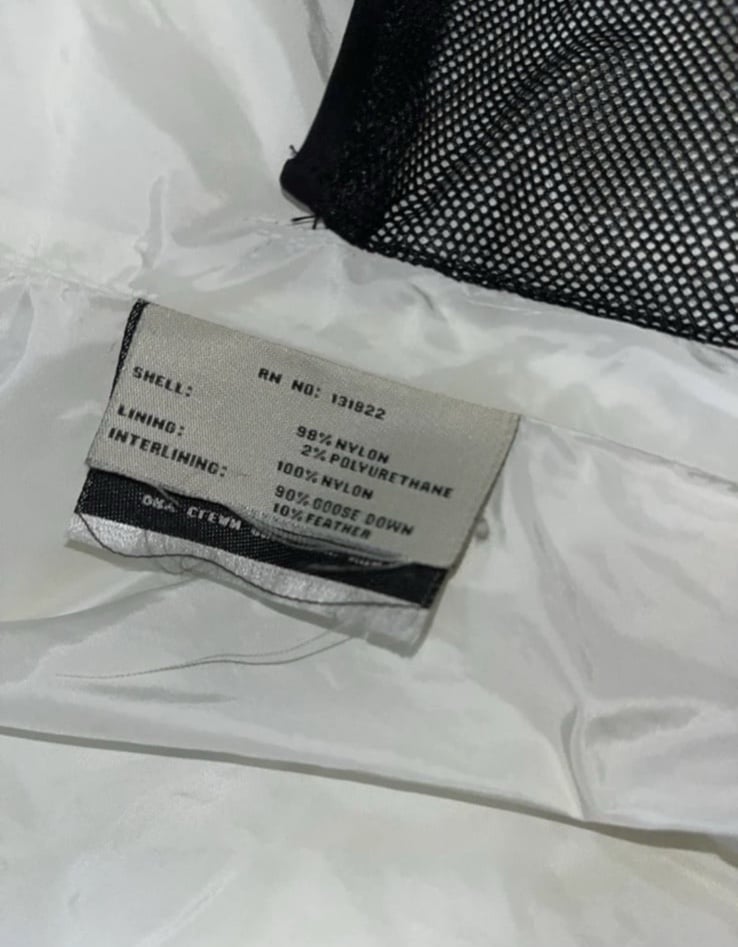 RN NO: 131822
SHELL: 98% NYLON
2% POLYURETHANE
LINING: 100% NYLON
INTERLINING: 90% GOOSE DOWN
10% FEATHER